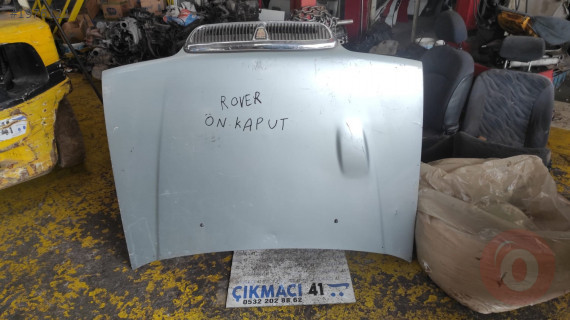 ROVER
ÖN KAPUT
ÇIKMACI 41
0532 202 88 62